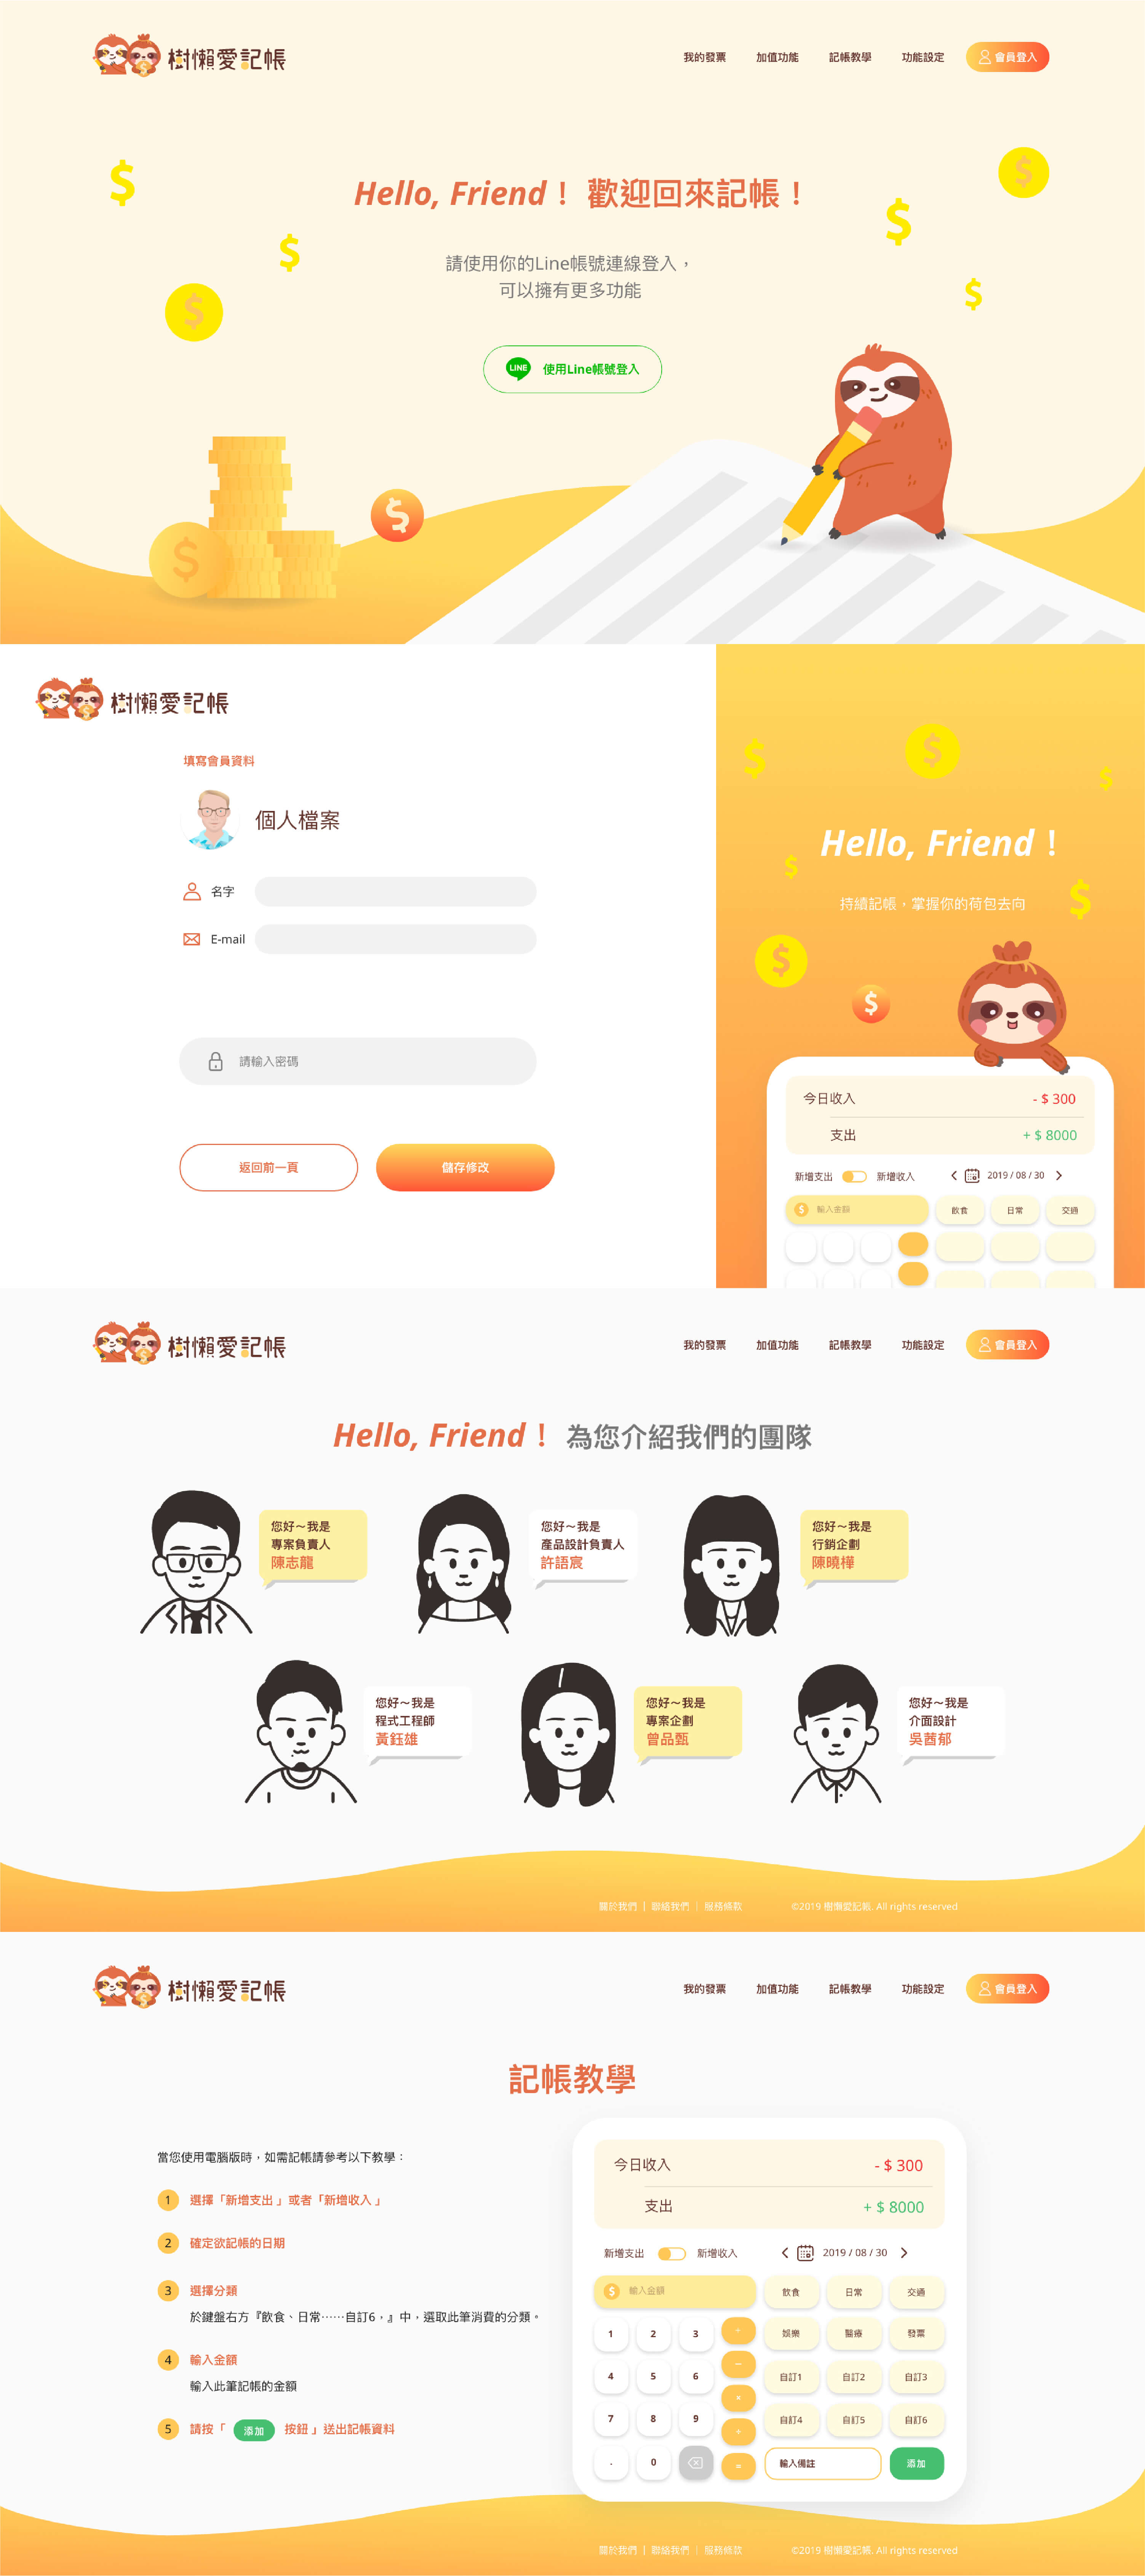 樹懶愛記帳
我的發票 加值功能 記帳教學 功能設定 會員登入
Hello, Friend！ 歡迎回來記帳！
請使用你的Line帳號連線登入，
可以擁有更多功能
LINE 使用Line帳號登入
樹懶愛記帳
填寫會員資料
個人檔案
名字
E-mail
請輸入密碼
返回前一頁 儲存修改
Hello, Friend！
持續記帳，掌握你的荷包去向
今日收入 - $ 300
支出 + $ 8000
新增支出 新增收入 2019 / 08 / 30
$ 輸入金額 飲食 日常 交通
樹懶愛記帳
我的發票 加值功能 記帳教學 功能設定 會員登入
Hello, Friend！ 為您介紹我們的團隊
您好～我是
專案負責人
陳志龍
您好～我是
產品設計負責人
許語宸
您好～我是
行銷企劃
陳曉樺
您好～我是
程式工程師
黃鈺雄
您好～我是
專案企劃
曾品甄
您好～我是
介面設計
吳茜郁
關於我們 | 聯絡我們 | 服務條款 ©2019 樹懶愛記帳. All rights reserved
樹懶愛記帳
我的發票 加值功能 記帳教學 功能設定 會員登入
記帳教學
當您使用電腦版時，如需記帳請參考以下教學：
1 選擇「新增支出」或者「新增收入」
2 確定欲記帳的日期
3 選擇分類
於鍵盤右方『飲食、日常⋯⋯自訂6，』中，選取此筆消費的分類。
4 輸入金額
輸入此筆記帳的金額
5 請按「 添加 按鈕」送出記帳資料
今日收入 - $ 300
支出 + $ 8000
新增支出 新增收入 2019 / 08 / 30
$ 輸入金額 飲食 日常 交通
1 2 3 娛樂 醫療 發票
4 5 6 自訂1 自訂2 自訂3
7 8 9 自訂4 自訂5 自訂6
. 0 = 輸入備註 添加
關於我們 | 聯絡我們 | 服務條款 ©2019 樹懶愛記帳. All rights reserved